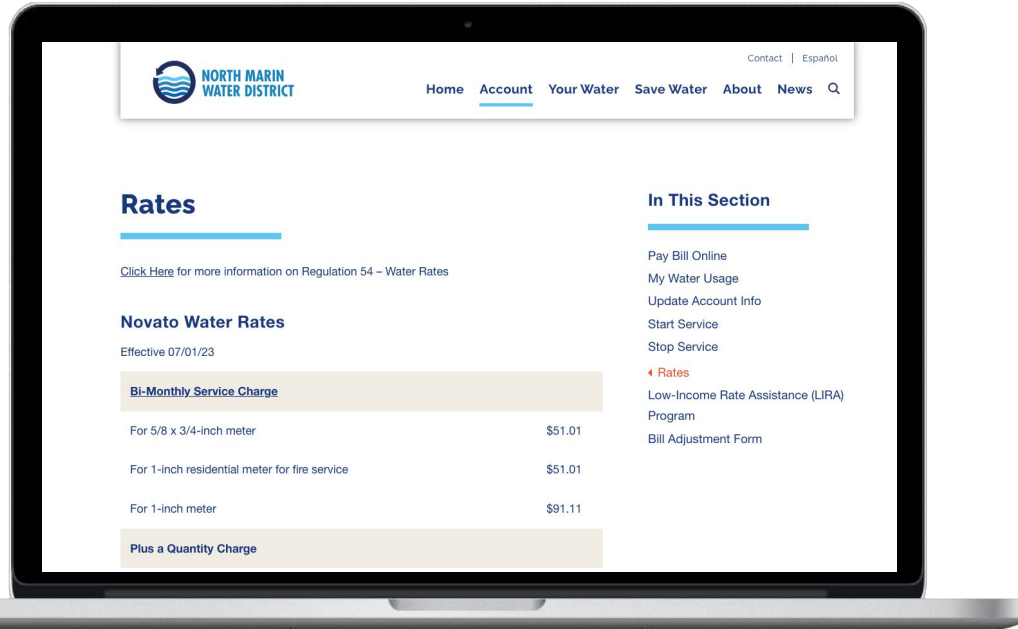 Contact | Español
NORTH MARIN
WATER DISTRICT
Home Account Your Water Save Water About News
Rates
Click Here for more information on Regulation 54 – Water Rates
Novato Water Rates
Effective 07/01/23
Bi-Monthly Service Charge
For 5/8 x 3/4-inch meter $51.01
For 1-inch residential meter for fire service $51.01
For 1-inch meter $91.11
Plus a Quantity Charge
In This Section
Pay Bill Online
My Water Usage
Update Account Info
Start Service
Stop Service
Rates
Low-Income Rate Assistance (LIRA)
Program
Bill Adjustment Form